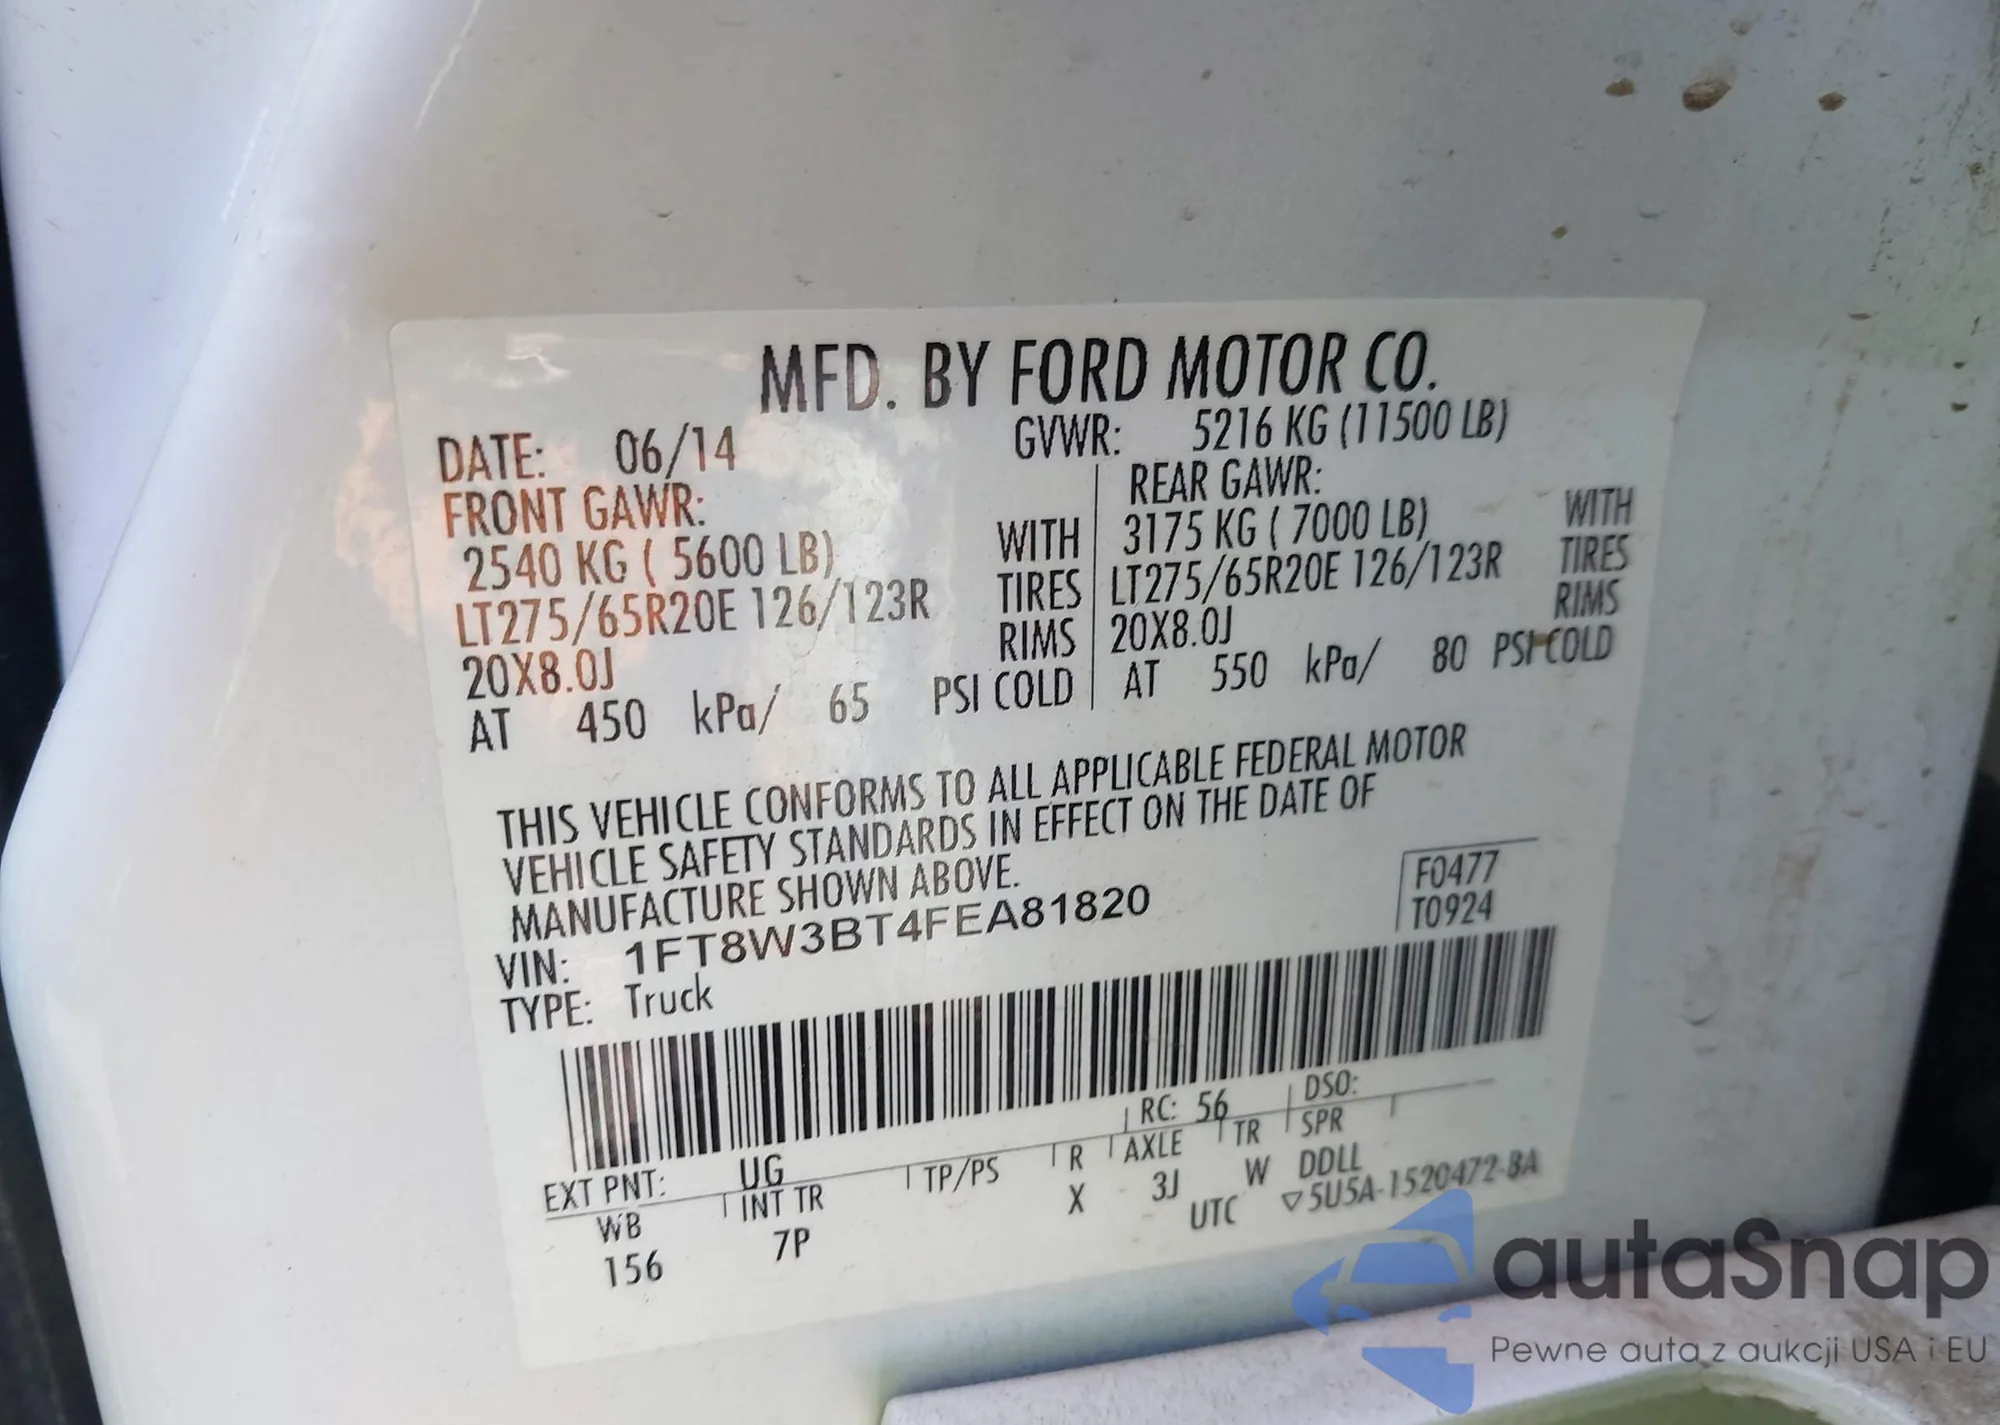 MFD. BY FORD MOTOR CO.
DATE: 06/14 GVWR: 5216 KG (11500 LB)
FRONT GAWR: REAR GAWR:
2540 KG ( 5600 LB) WITH 3175 KG ( 7000 LB) WITH
LT275/65R20E 126/123R TIRES LT275/65R20E 126/123R TIRES
20X8.0J RIMS 20X8.0J RIMS
AT 450 kPa/ 65 PSI COLD AT 550 kPa/ 80 PSI COLD
THIS VEHICLE CONFORMS TO ALL APPLICABLE FEDERAL MOTOR
VEHICLE SAFETY STANDARDS IN EFFECT ON THE DATE OF
MANUFACTURE SHOWN ABOVE.
F0477
VIN: 1FT8W3BT4FEA81820
T0924
TYPE: Truck
EXT PNT: UG RC: 56 DSO:
WB INT TR TP/PS R AXLE TR SPR
156 7P X 3J W DDLL
UTC ▽5U5A-1520472-BA
autaSnap
Pewne auta z aukcji USA i EU